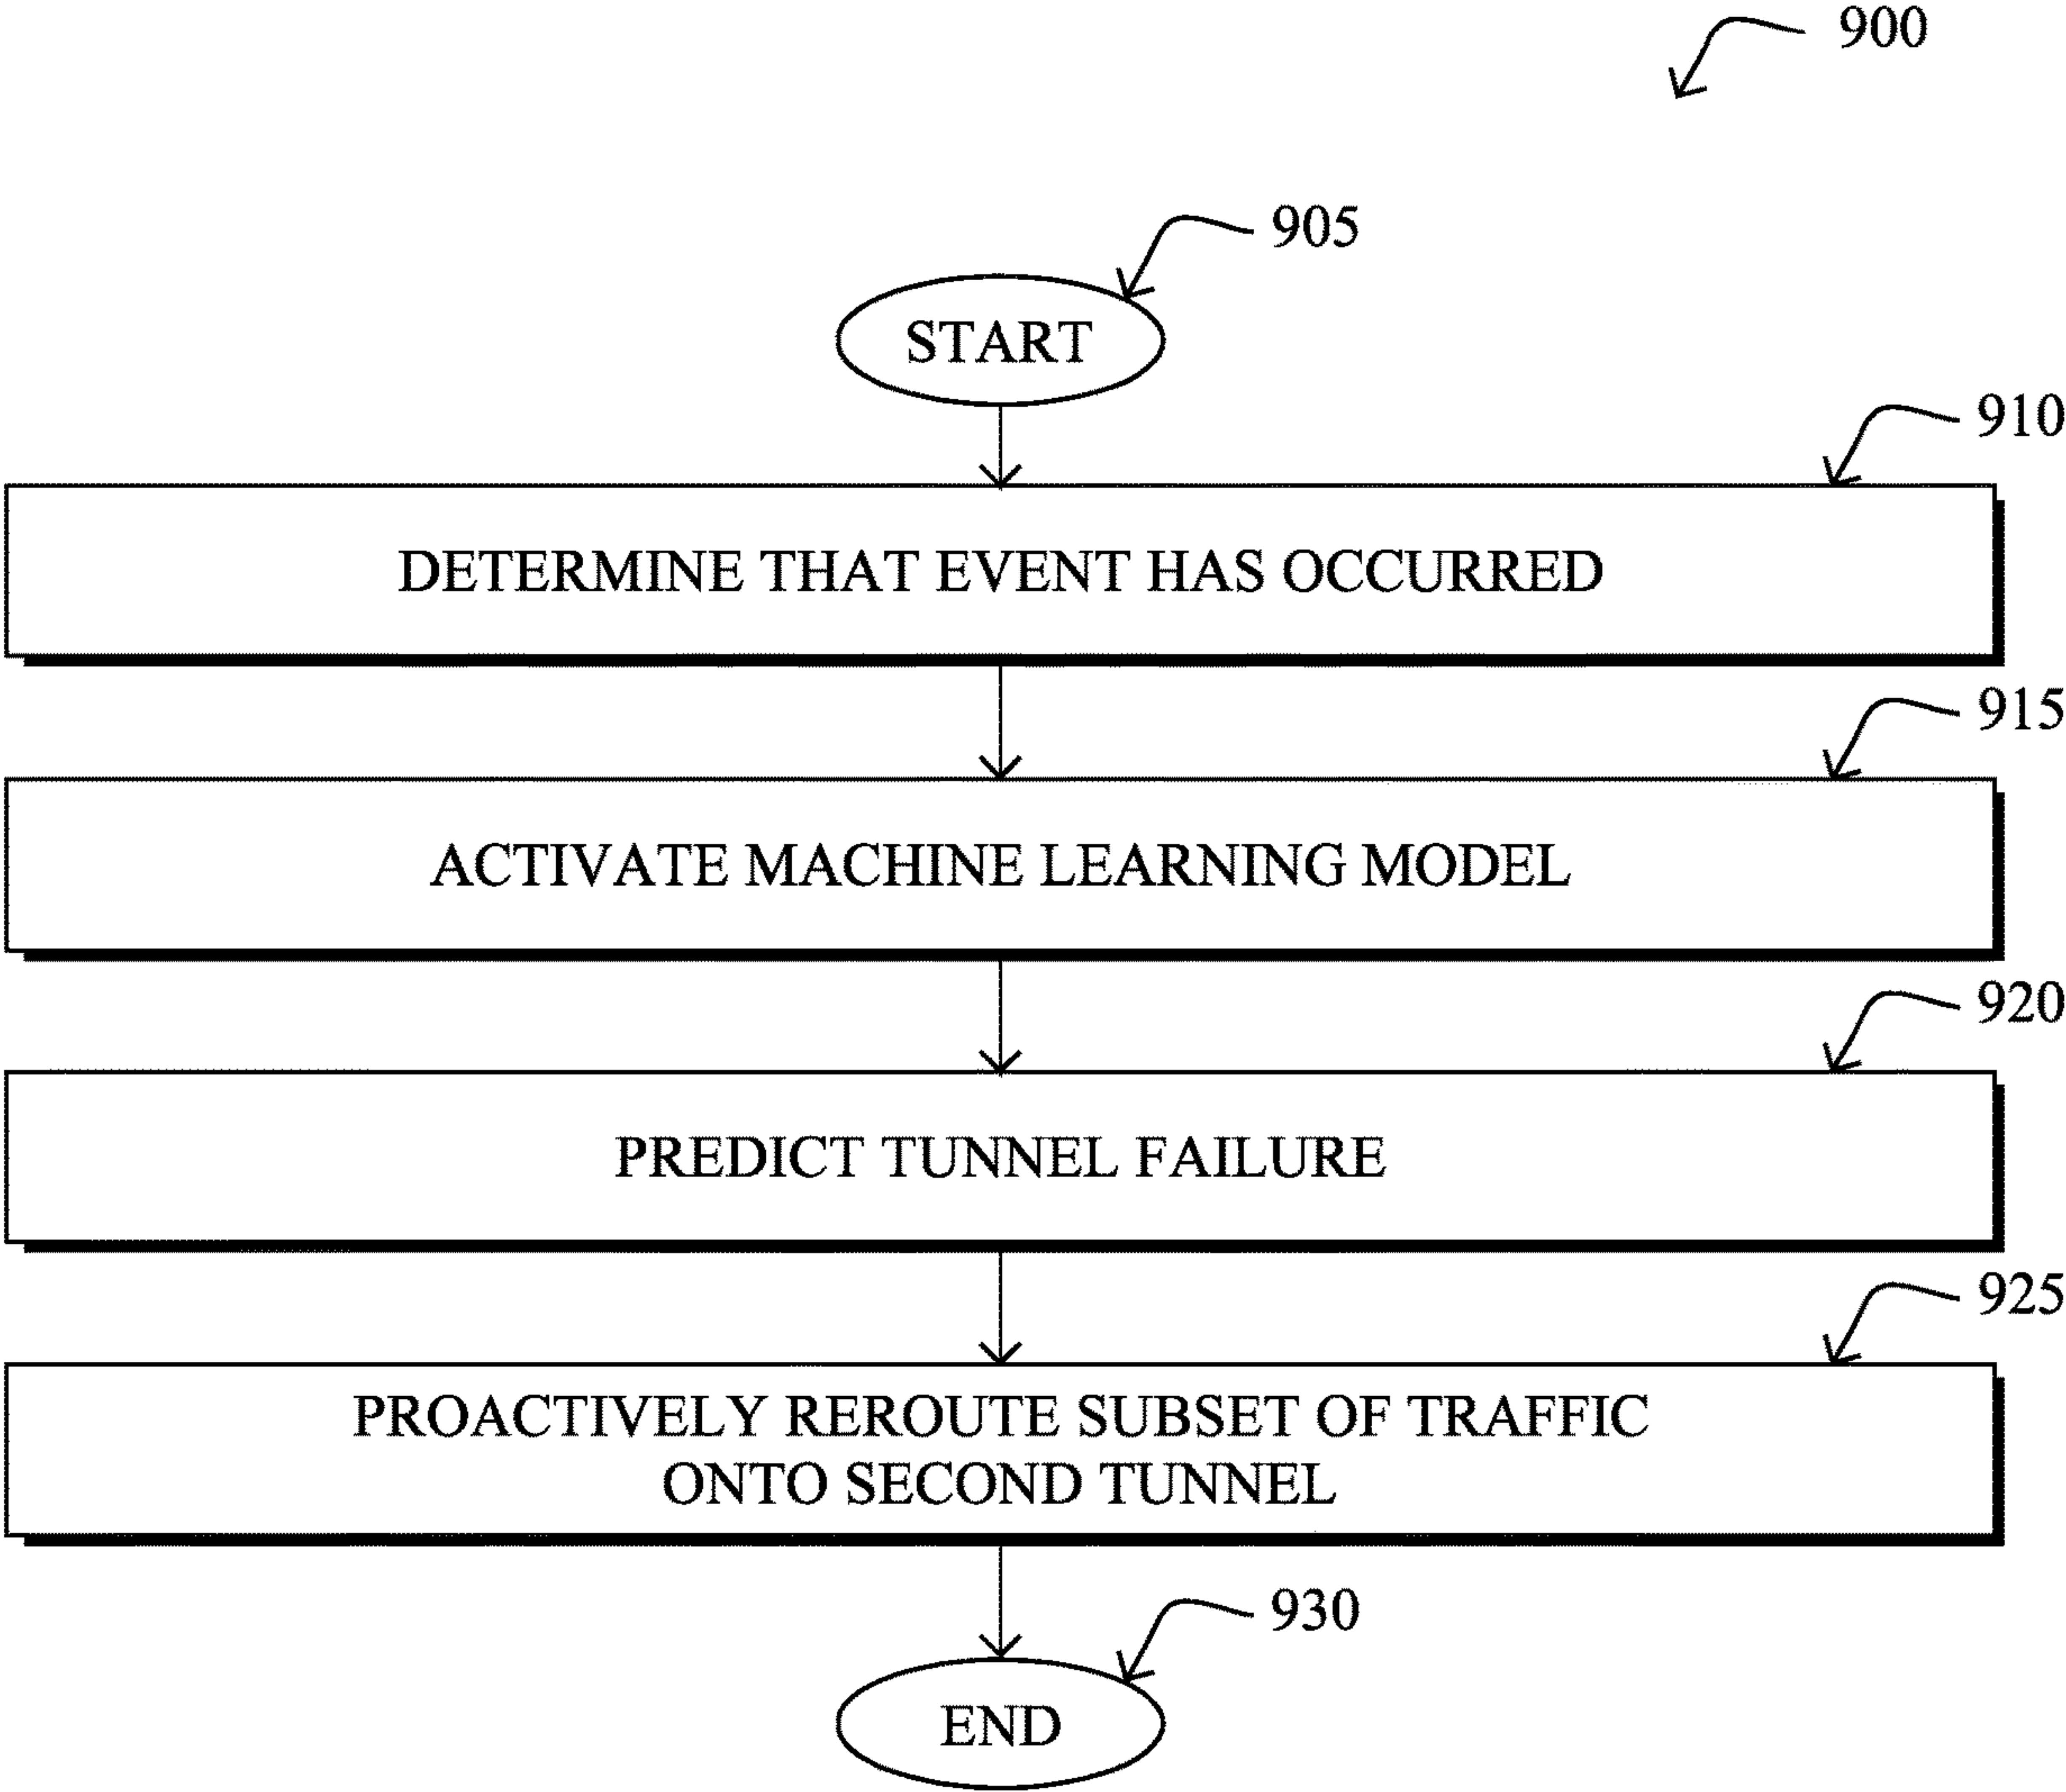 900
905
START
910
DETERMINE THAT EVENT HAS OCCURRED
915
ACTIVATE MACHINE LEARNING MODEL
920
PREDICT TUNNEL FAILURE
925
PROACTIVELY REROUTE SUBSET OF TRAFFIC
ONTO SECOND TUNNEL
930
END